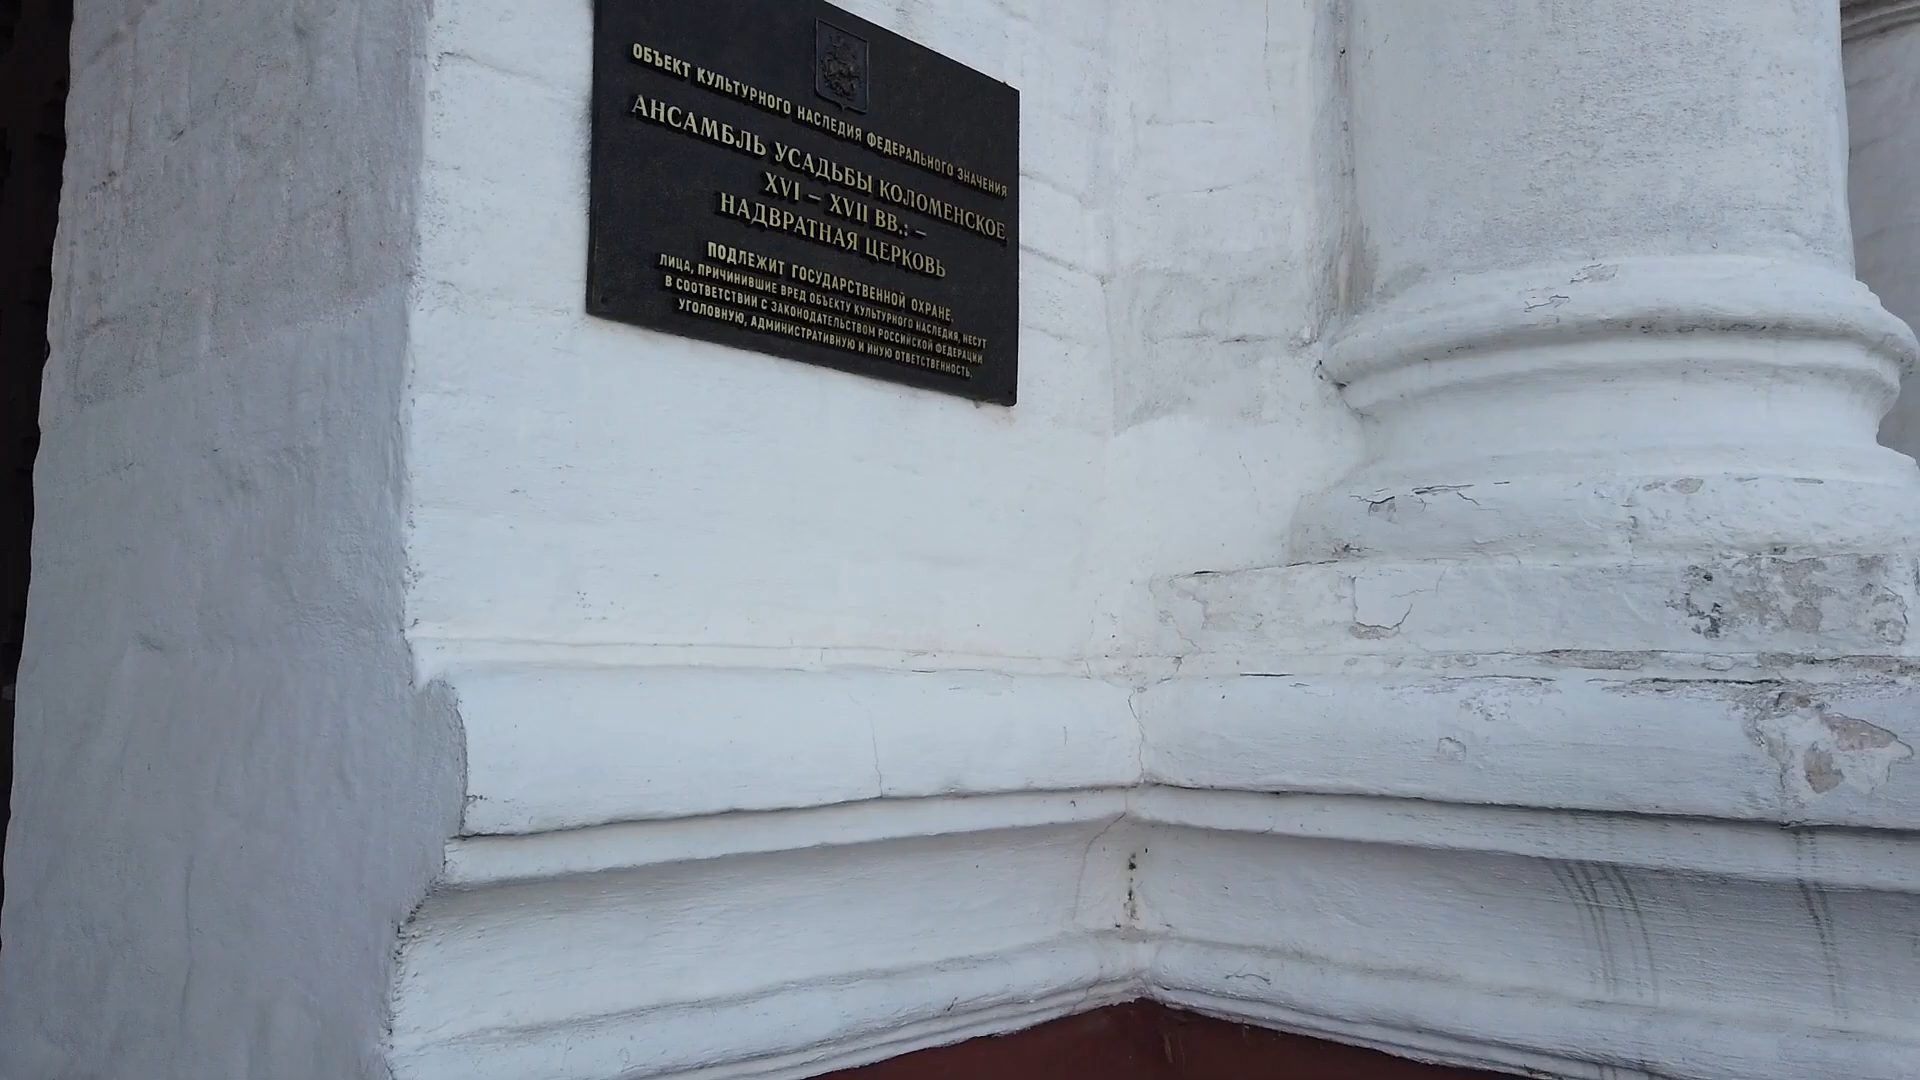 ОБЪЕКТ КУЛЬТУРНОГО НАСЛЕДИЯ ФЕДЕРАЛЬНОГО ЗНАЧЕНИЯ
АНСАМБЛЬ УСАДЬБЫ КОЛОМЕНСКОЕ
XVI – XVII ВВ.: –
НАДВРАТНАЯ ЦЕРКОВЬ
ПОДЛЕЖИТ ГОСУДАРСТВЕННОЙ ОХРАНЕ,
ЛИЦА, ПРИЧИНИВШИЕ ВРЕД ОБЪЕКТУ КУЛЬТУРНОГО НАСЛЕДИЯ, НЕСУТ
В СООТВЕТСТВИИ С ЗАКОНОДАТЕЛЬСТВОМ РОССИЙСКОЙ ФЕДЕРАЦИИ
УГОЛОВНУЮ, АДМИНИСТРАТИВНУЮ И ИНУЮ ОТВЕТСТВЕННОСТЬ.